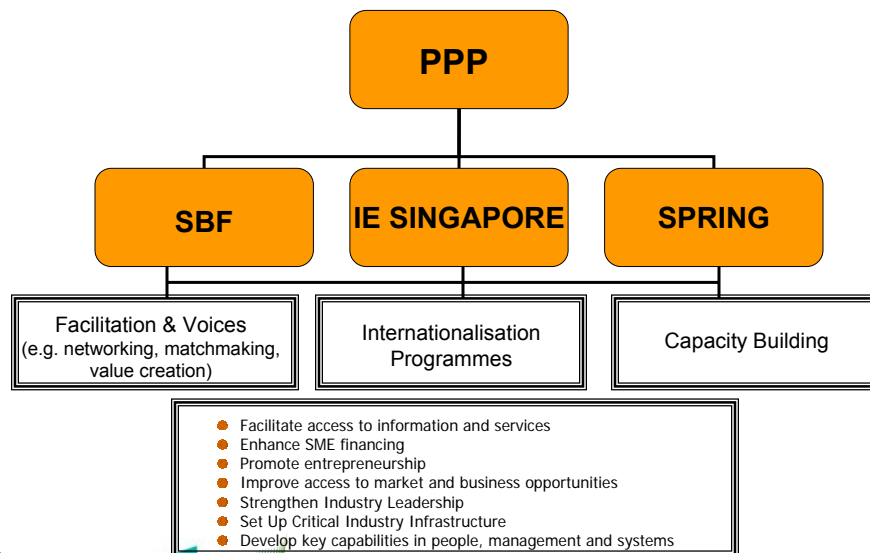 PPP
SBF
IE SINGAPORE
SPRING
Facilitation & Voices
(e.g. networking, matchmaking,
value creation)
Internationalisation
Programmes
Capacity Building
Facilitate access to information and services
Enhance SME financing
Promote entrepreneurship
Improve access to market and business opportunities
Strengthen Industry Leadership
Set Up Critical Industry Infrastructure
Develop key capabilities in people, management and systems